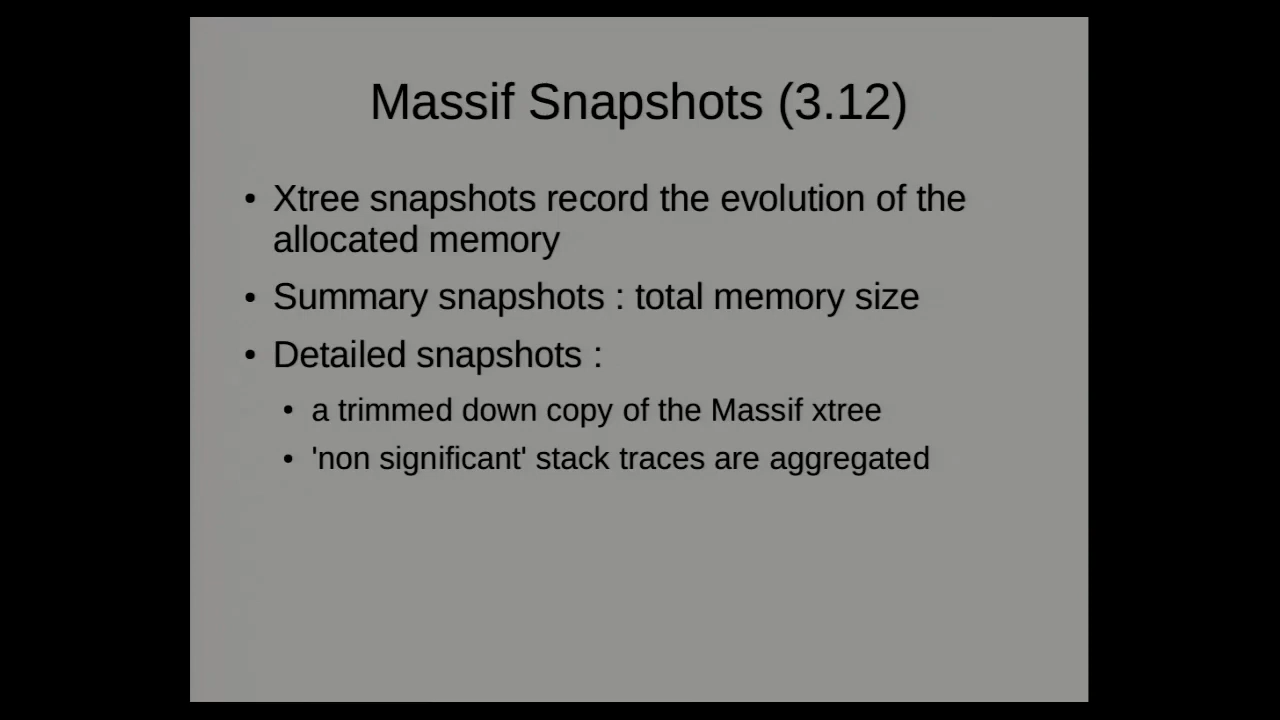 Massif Snapshots (3.12)
• Xtree snapshots record the evolution of the
allocated memory
• Summary snapshots : total memory size
• Detailed snapshots :
• a trimmed down copy of the Massif xtree
• 'non significant' stack traces are aggregated